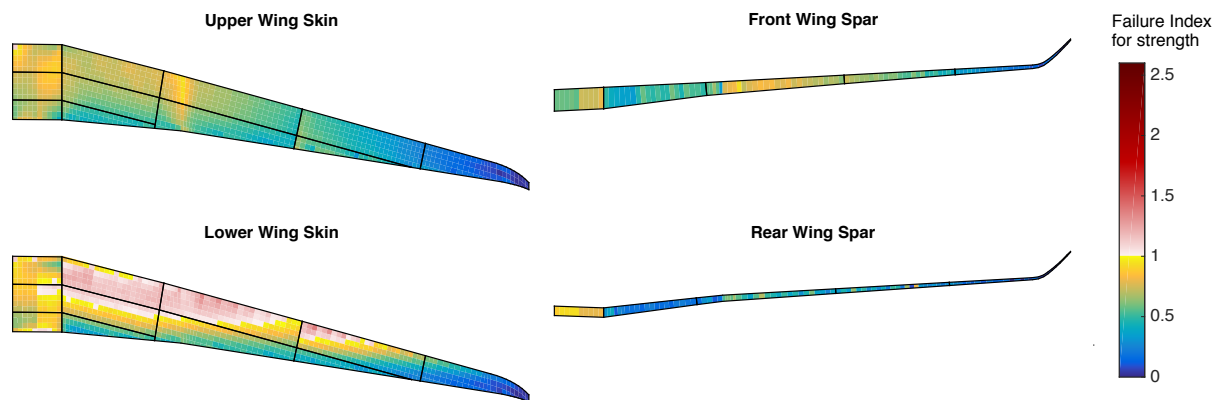 Upper Wing Skin
Front Wing Spar
Failure Index
for strength
2.5
2
1.5
1
0.5
0
Lower Wing Skin
Rear Wing Spar